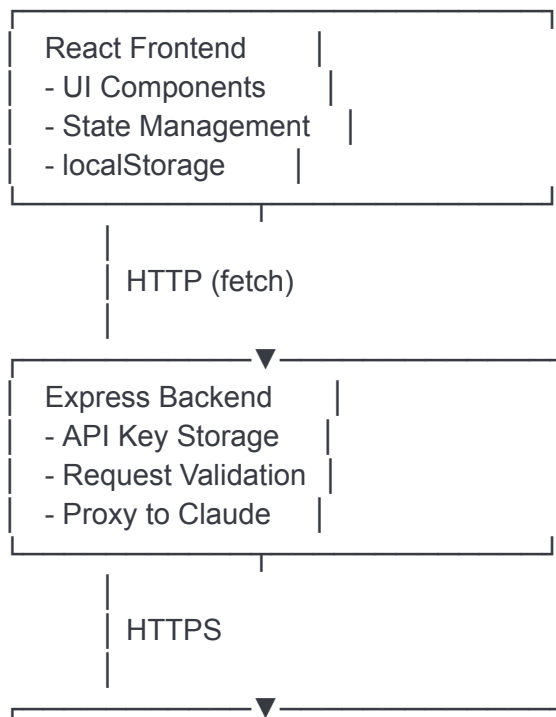 React Frontend
- UI Components
- State Management
- localStorage
HTTP (fetch)
Express Backend
- API Key Storage
- Request Validation
- Proxy to Claude
HTTPS